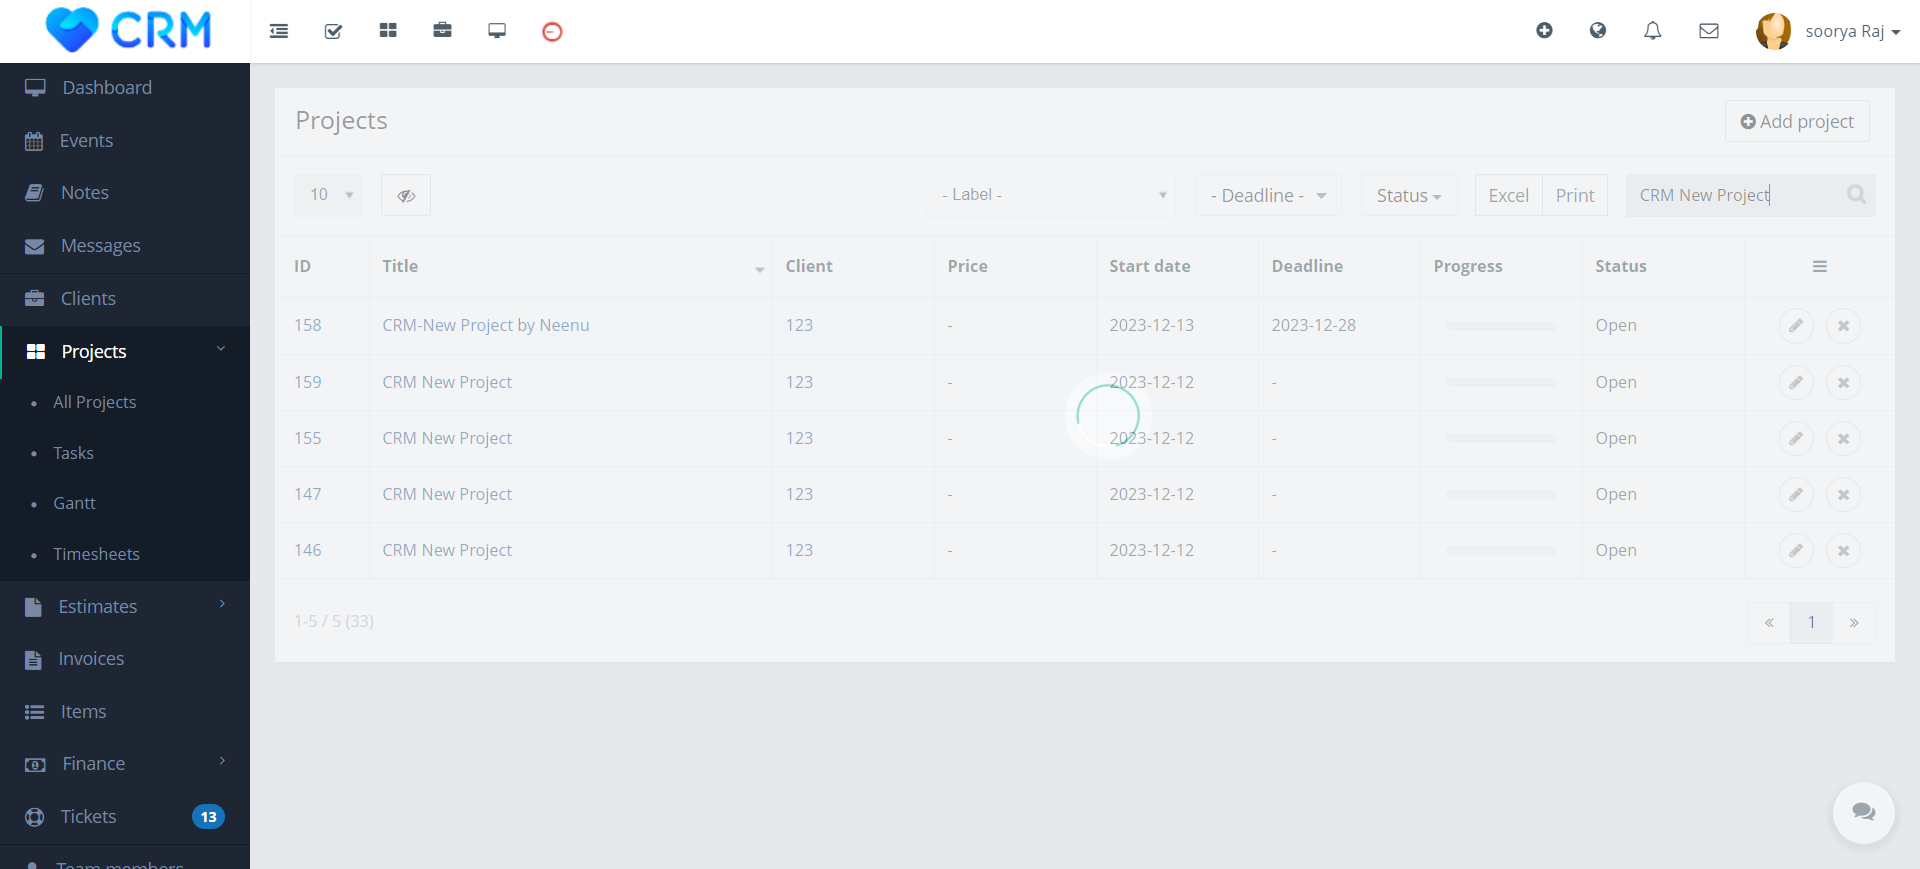 CRM
soorya Raj
Dashboard
Events
Notes
Messages
Clients
Projects
All Projects
Tasks
Gantt
Timesheets
Estimates
Invoices
Items
Finance
Tickets 13
Team members
Projects
Add project
10
- Label -
- Deadline -
Status
Excel
Print
CRM New Project
ID Title Client Price Start date Deadline Progress Status
158 CRM-New Project by Neenu 123 - 2023-12-13 2023-12-28 Open
159 CRM New Project 123 - 2023-12-12 - Open
155 CRM New Project 123 - 2023-12-12 - Open
147 CRM New Project 123 - 2023-12-12 - Open
146 CRM New Project 123 - 2023-12-12 - Open
1-5 / 5 (33)
« 1 »